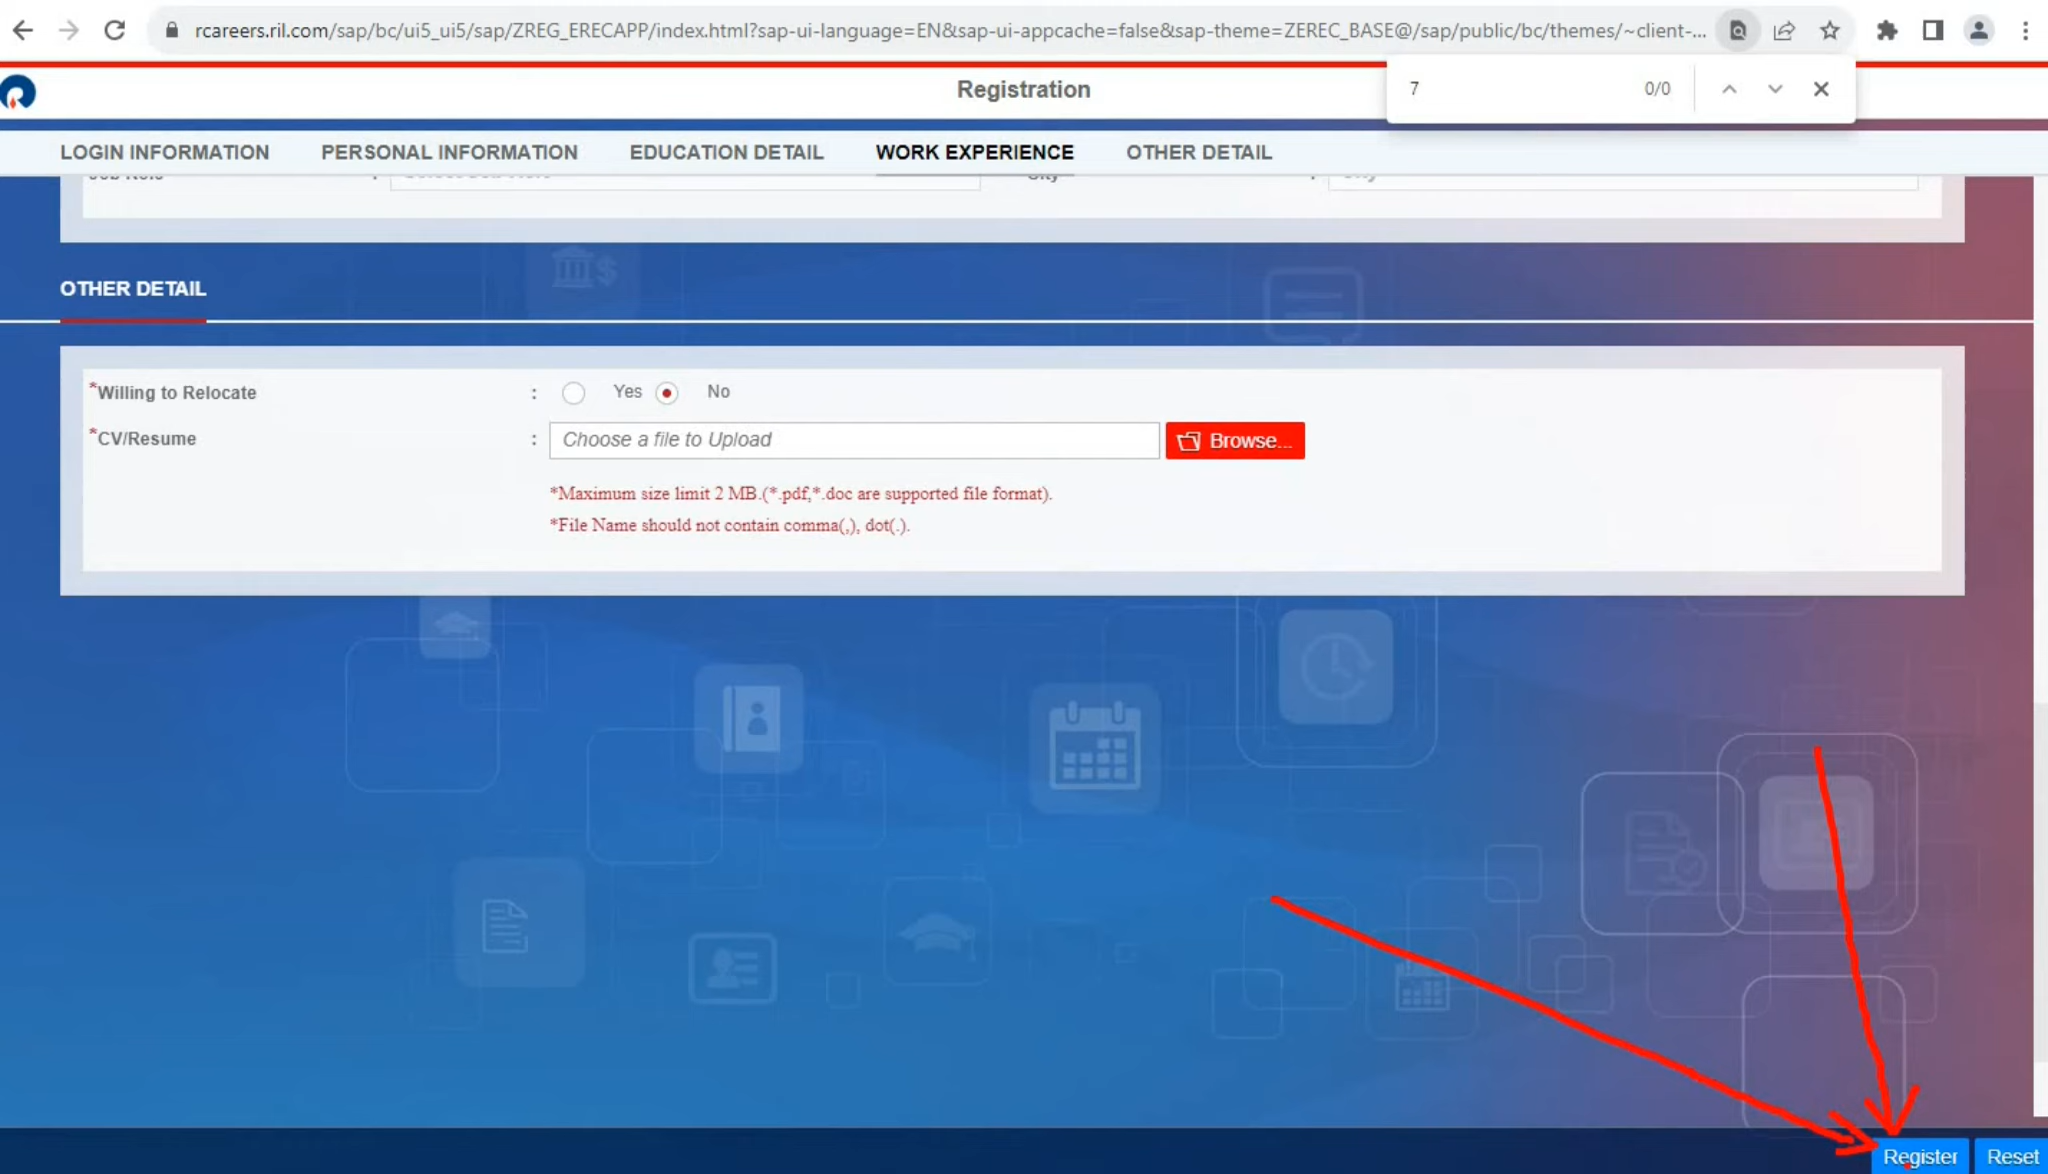 rcareers.ril.com/sap/bc/ui5_ui5/sap/ZREG_ERECAPP/index.html?sap-ui-language=EN&sap-ui-appcache=false&sap-theme=ZEREC_BASE@/sap/public/bc/themes/~client-...
7 0/0
Registration
LOGIN INFORMATION PERSONAL INFORMATION EDUCATION DETAIL WORK EXPERIENCE OTHER DETAIL
OTHER DETAIL
*Willing to Relocate : Yes No
*CV/Resume : Choose a file to Upload Browse...
*Maximum size limit 2 MB.(*.pdf,*.doc are supported file format).
*File Name should not contain comma(,), dot(.).
Register Reset